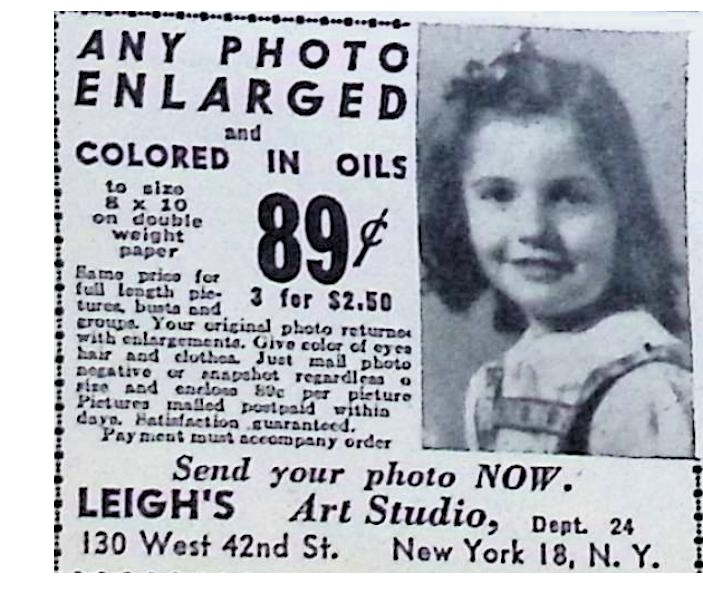 ANY PHOTO
ENLARGED
and
COLORED IN OILS
to size
8 x 10
on double
weight
paper
89¢
3 for $2.50
Same price for
full length pic-
tures, busts and
groups. Your original photo returne
with enlargements. Give color of eyes
hair and clothes. Just mail photo
negative or snapshot regardless o
size and enclose 89c per picture
Pictures mailed postpaid within
days. Satisfaction guaranteed.
Payment must accompany order
Send your photo NOW.
LEIGH'S Art Studio, Dept. 24
130 West 42nd St. New York 18, N. Y.